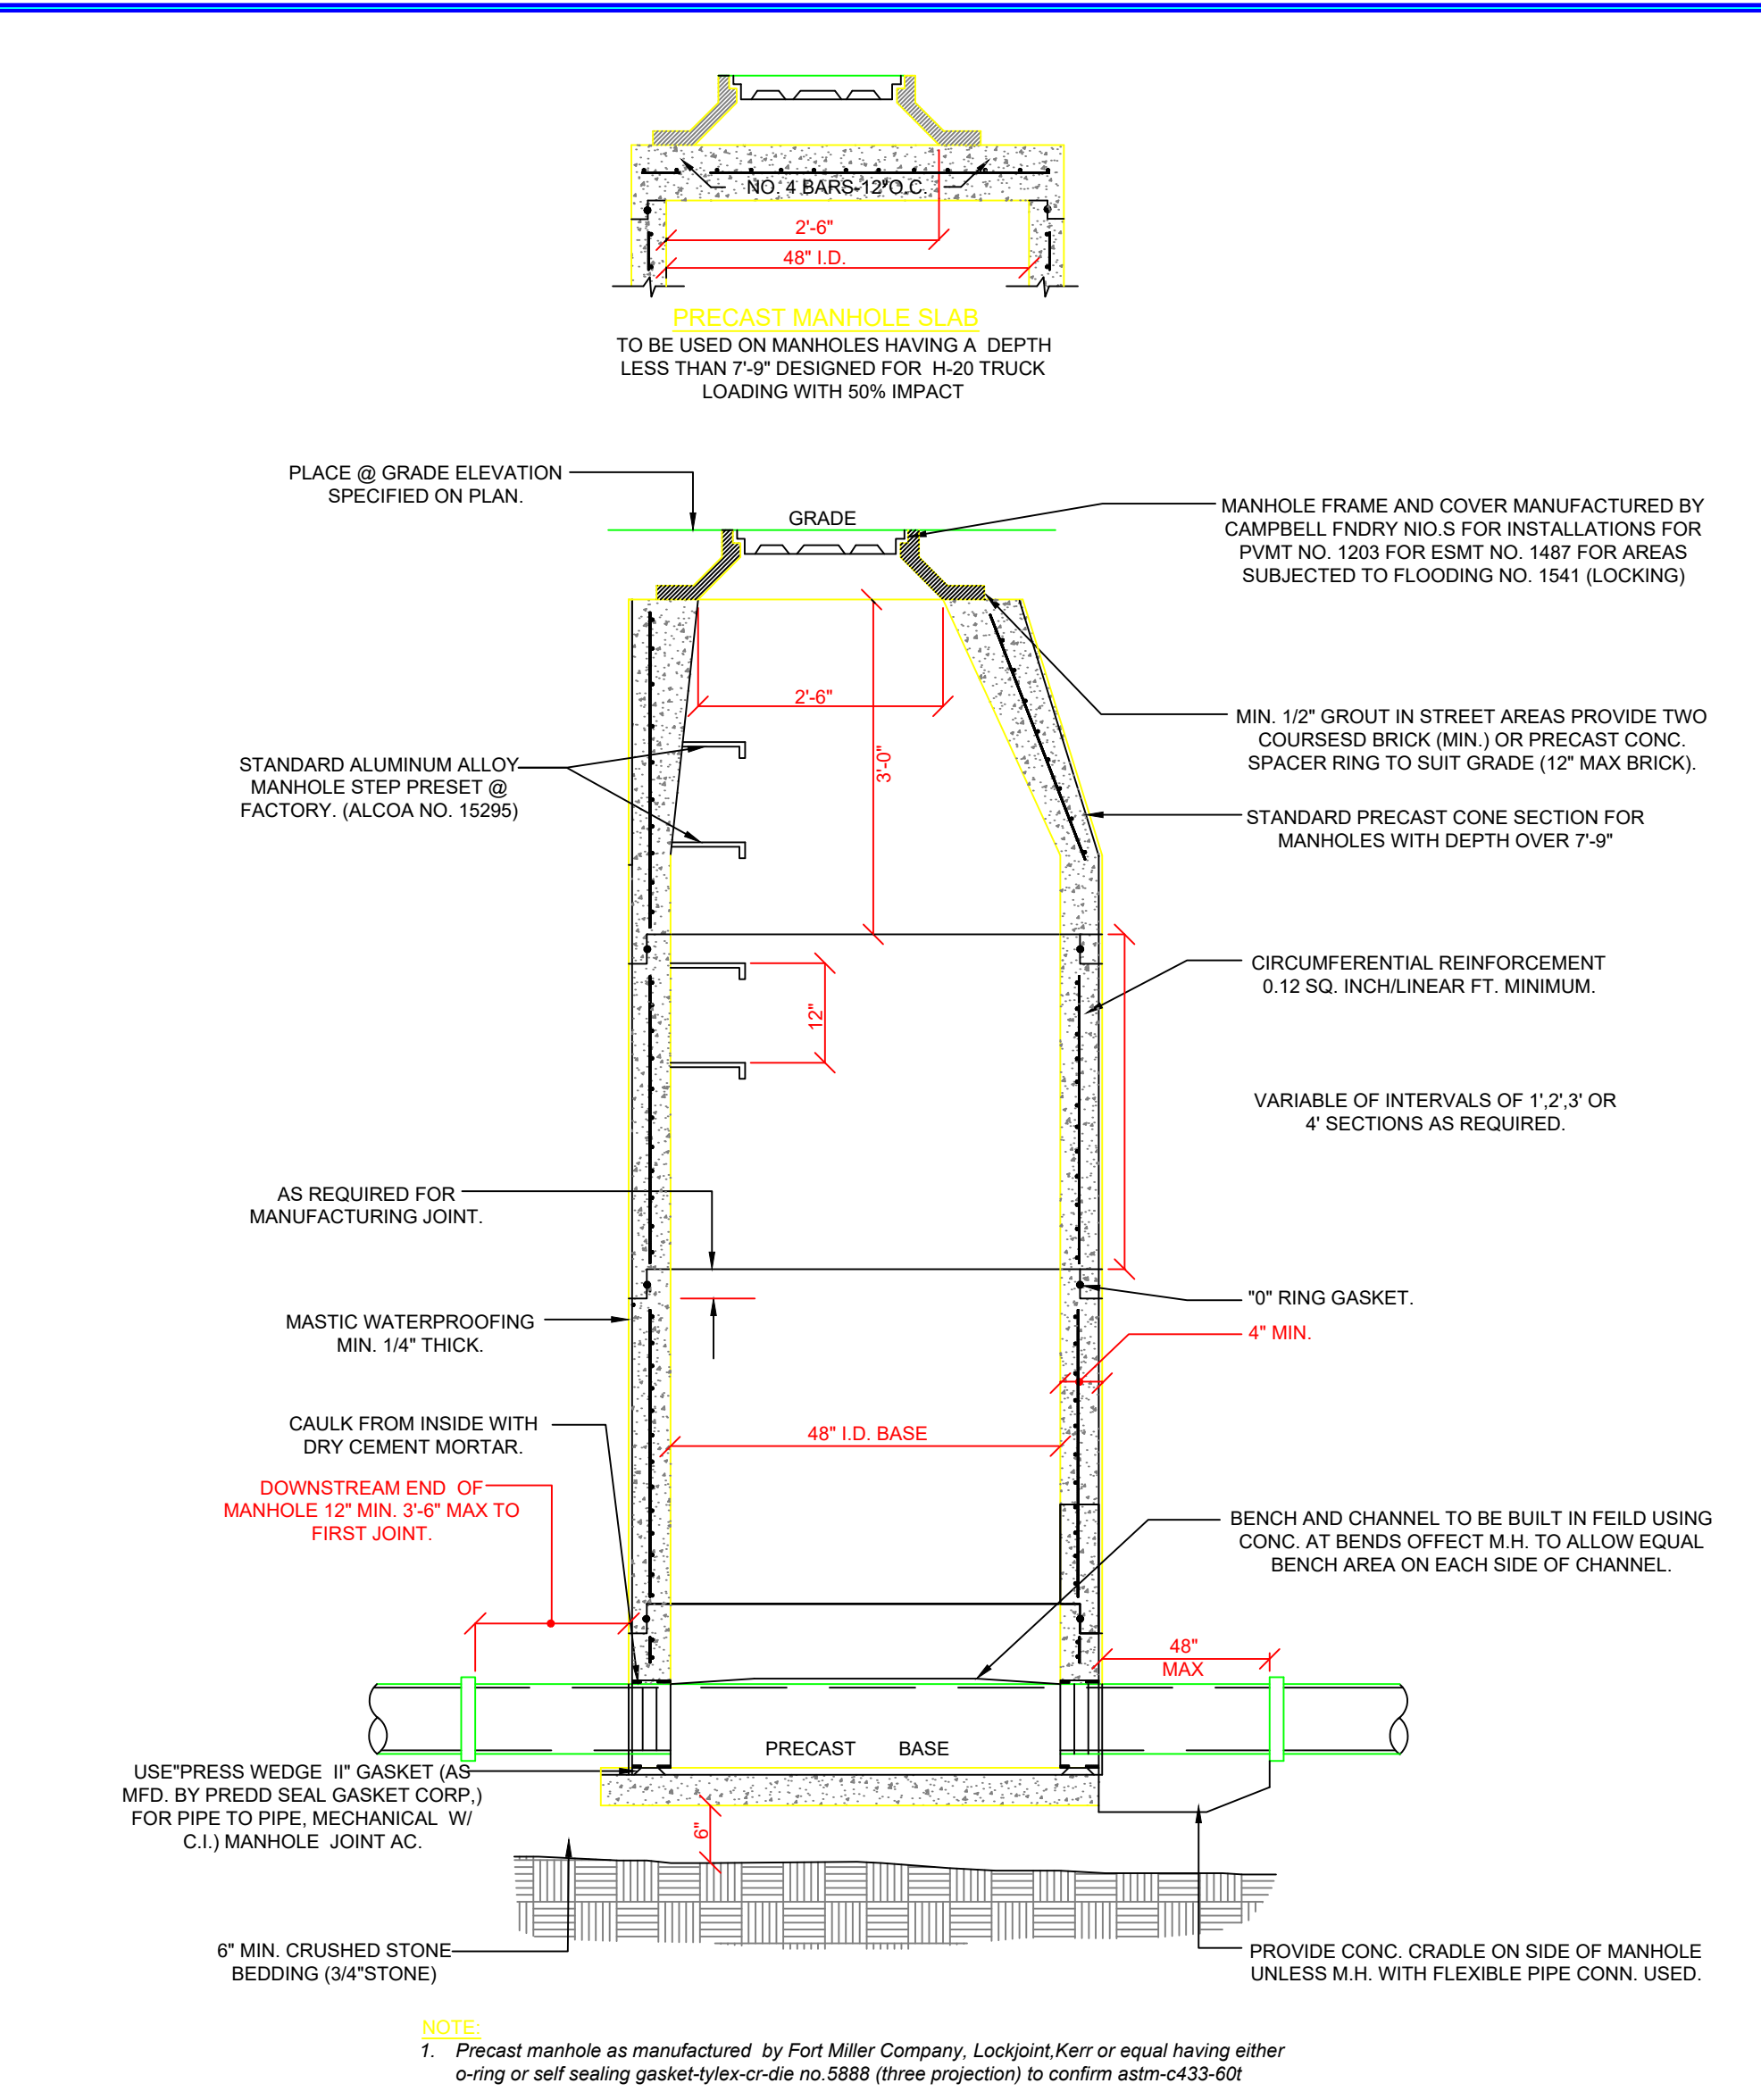 NO. 4 BARS-12"O.C.
2'-6"
48" I.D.
PRECAST MANHOLE SLAB
TO BE USED ON MANHOLES HAVING A DEPTH
LESS THAN 7'-9" DESIGNED FOR H-20 TRUCK
LOADING WITH 50% IMPACT
PLACE @ GRADE ELEVATION
SPECIFIED ON PLAN.
GRADE
MANHOLE FRAME AND COVER MANUFACTURED BY
CAMPBELL FNDRY NIO.S FOR INSTALLATIONS FOR
PVMT NO. 1203 FOR ESMT NO. 1487 FOR AREAS
SUBJECTED TO FLOODING NO. 1541 (LOCKING)
2'-6"
3'-0"
MIN. 1/2" GROUT IN STREET AREAS PROVIDE TWO
COURSESD BRICK (MIN.) OR PRECAST CONC.
SPACER RING TO SUIT GRADE (12" MAX BRICK).
STANDARD ALUMINUM ALLOY
MANHOLE STEP PRESET @
FACTORY. (ALCOA NO. 15295)
STANDARD PRECAST CONE SECTION FOR
MANHOLES WITH DEPTH OVER 7'-9"
12"
CIRCUMFERENTIAL REINFORCEMENT
0.12 SQ. INCH/LINEAR FT. MINIMUM.
VARIABLE OF INTERVALS OF 1',2',3' OR
4' SECTIONS AS REQUIRED.
AS REQUIRED FOR
MANUFACTURING JOINT.
"0" RING GASKET.
4" MIN.
MASTIC WATERPROOFING
MIN. 1/4" THICK.
CAULK FROM INSIDE WITH
DRY CEMENT MORTAR.
48" I.D. BASE
DOWNSTREAM END OF
MANHOLE 12" MIN. 3'-6" MAX TO
FIRST JOINT.
BENCH AND CHANNEL TO BE BUILT IN FEILD USING
CONC. AT BENDS OFFECT M.H. TO ALLOW EQUAL
BENCH AREA ON EACH SIDE OF CHANNEL.
48"
MAX
PRECAST BASE
USE"PRESS WEDGE II" GASKET (AS
MFD. BY PREDD SEAL GASKET CORP,)
FOR PIPE TO PIPE, MECHANICAL W/
C.I.) MANHOLE JOINT AC.
6"
6" MIN. CRUSHED STONE
BEDDING (3/4"STONE)
PROVIDE CONC. CRADLE ON SIDE OF MANHOLE
UNLESS M.H. WITH FLEXIBLE PIPE CONN. USED.
NOTE:
1. Precast manhole as manufactured by Fort Miller Company, Lockjoint,Kerr or equal having either
o-ring or self sealing gasket-tylex-cr-die no.5888 (three projection) to confirm astm-c433-60t